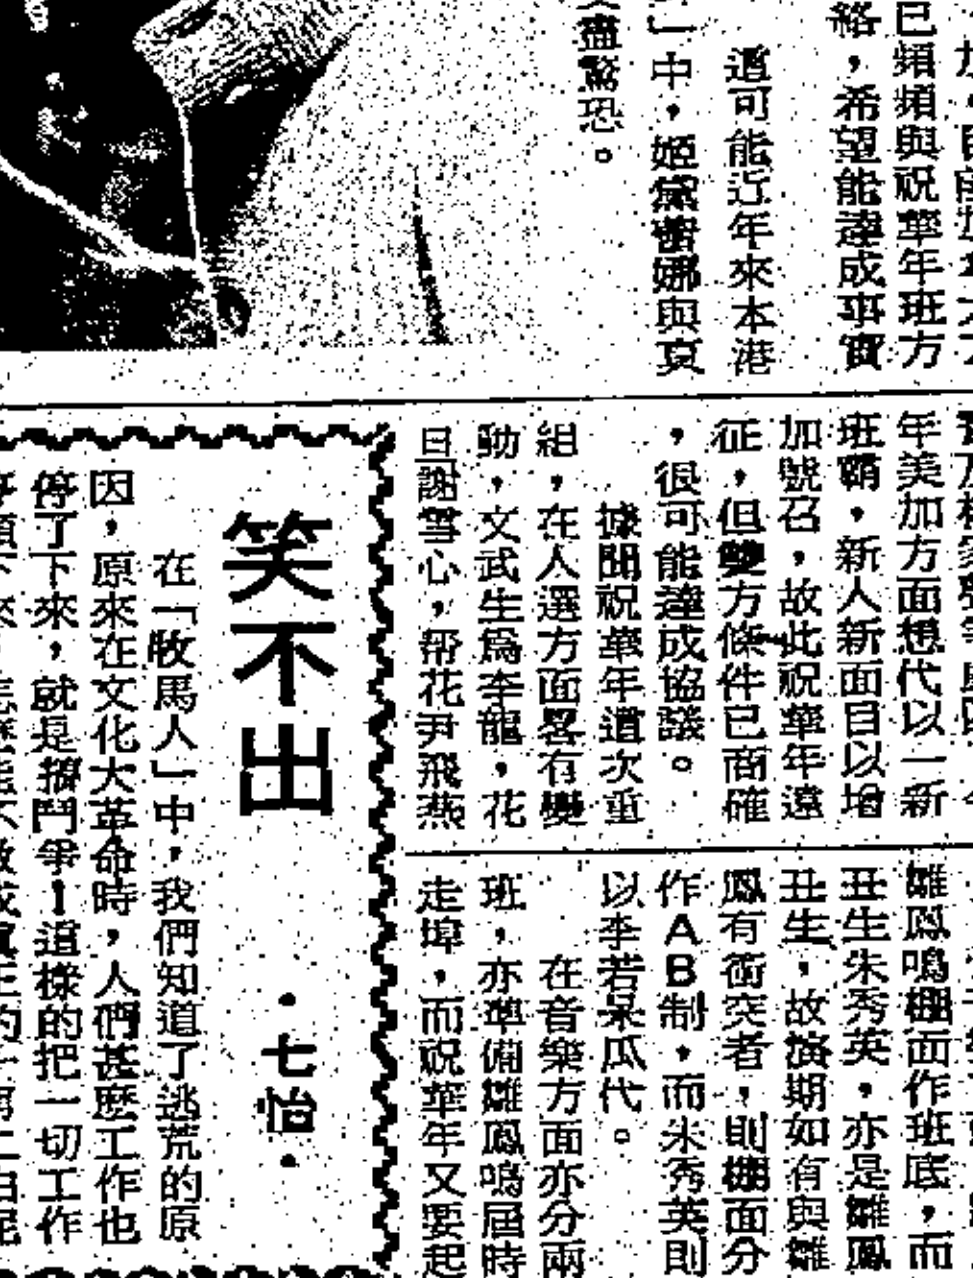 已頻頻與祝華年班方
絡，希望能達成事實
這可能近年來本港
」中，姬黛蜜娜與哀
盡驚恐。
年美加方面想代以一新
班霸，新人新面目以增
加號召，故此祝華年遠
征，但雙方條件已商確
，很可能達成協議。
據聞祝華年這次重
組，在人選方面畧有變
動，文武生爲李龍，花
旦謝雪心，帮花尹飛燕
雛鳳鳴棚面作班底，而
丑生朱秀英，亦是雛鳳
丑生，故演期如有與雛
鳳有衝突者，則棚面分
作AB制，而朱秀英則
以李若呆瓜代。
在音樂方面亦分兩
班，亦準備雛鳳鳴屆時
走埠，而祝華年又要起
笑不出
·七怡·
在「牧馬人」中，我們知道了逃荒的原
因，原來在文化大革命時，人們甚麽工作也
停了下來，就是搞鬥爭！這樣的把一切工作